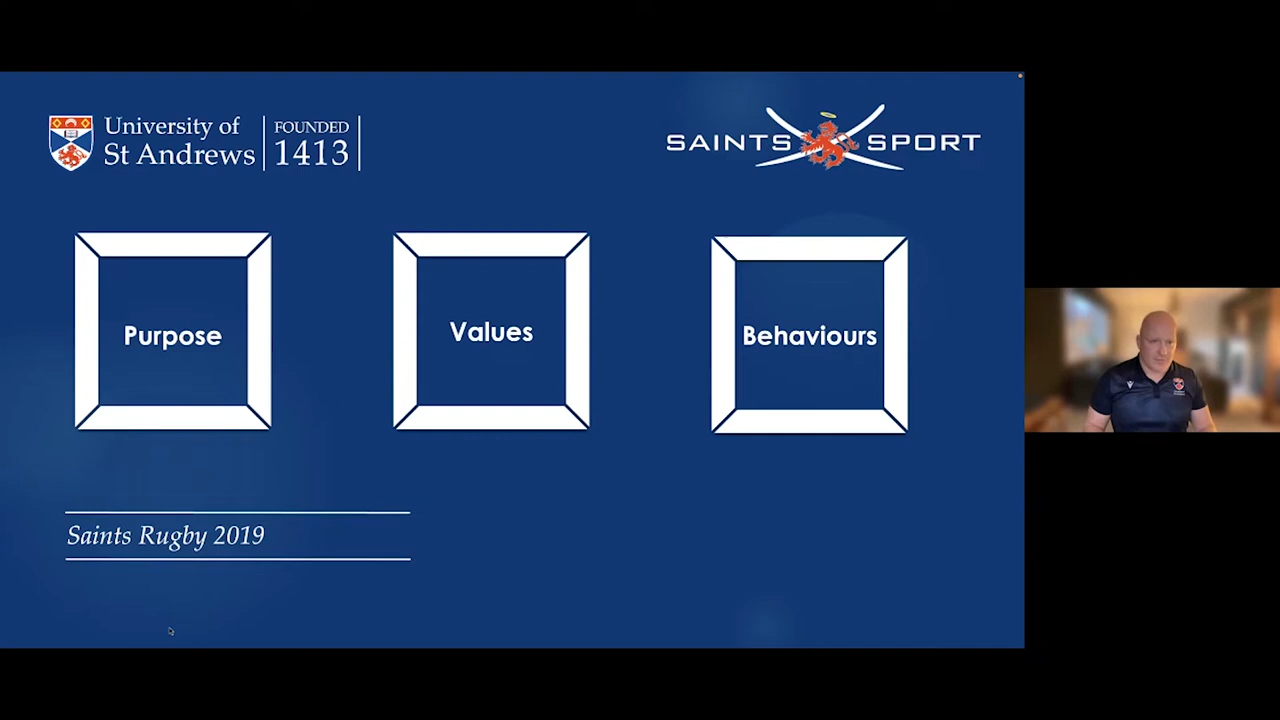 University of
St Andrews
FOUNDED
1413
SAINTS SPORT
Purpose
Values
Behaviours
Saints Rugby 2019